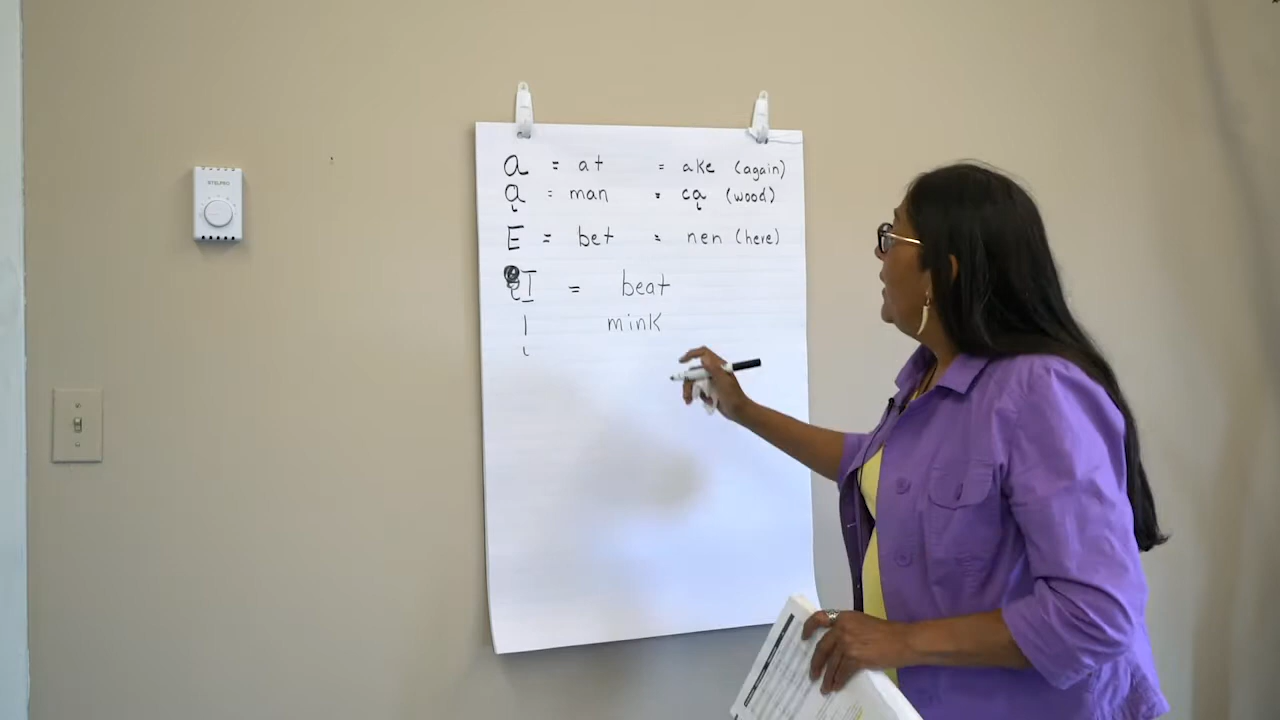 a = at = ake (again)
ą = man = cą (wood)
E = bet = nen (here)
I = beat
į mink